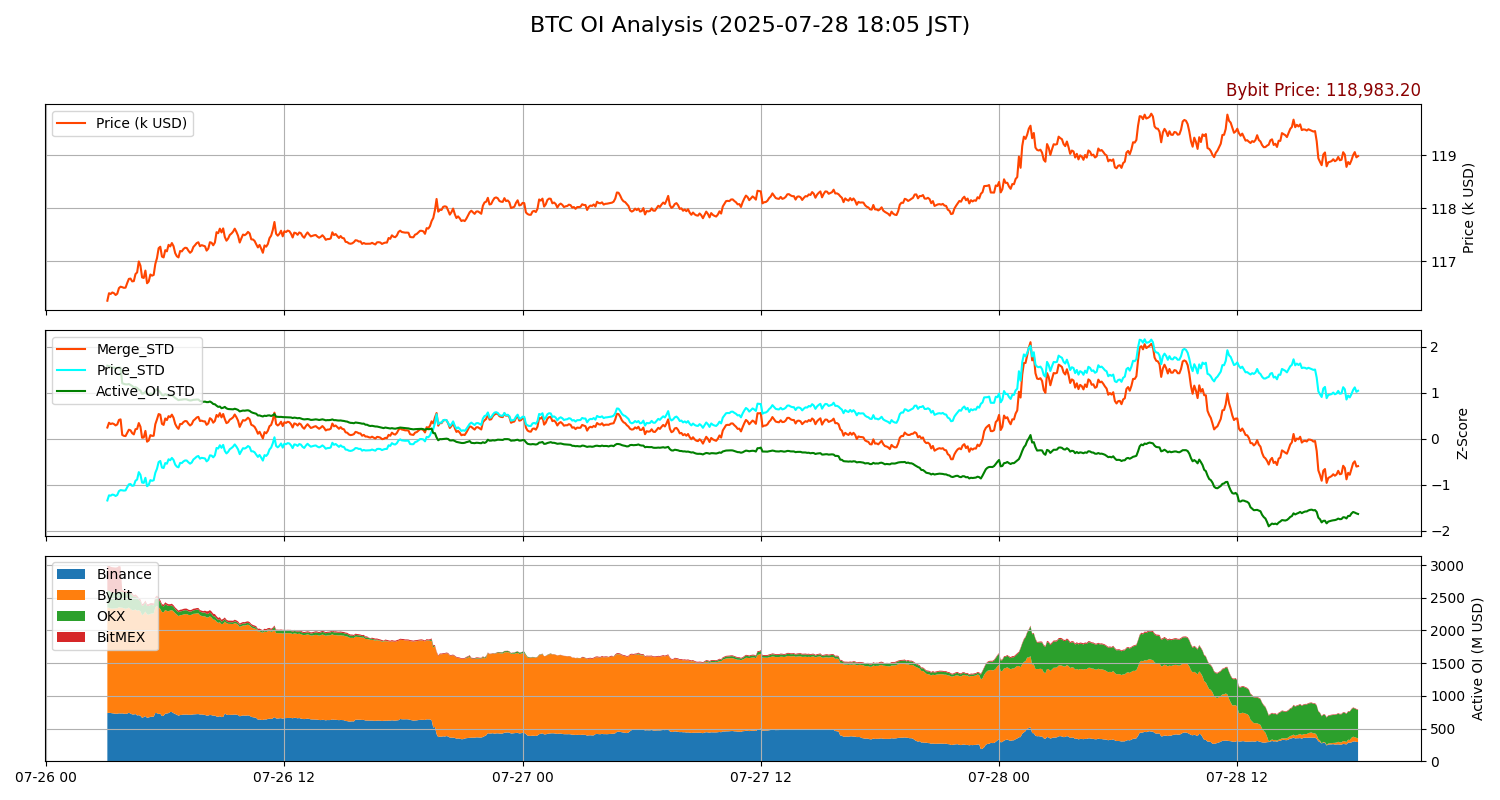 BTC OI Analysis (2025-07-28 18:05 JST)
Bybit Price: 118,983.20
Price (k USD)
119
118
117
Price (k USD)
Merge_STD
Price_STD
Active_OI_STD
2
1
0
−1
−2
Z-Score
Binance
Bybit
OKX
BitMEX
3000
2500
2000
1500
1000
500
0
Active OI (M USD)
07-26 00
07-26 12
07-27 00
07-27 12
07-28 00
07-28 12